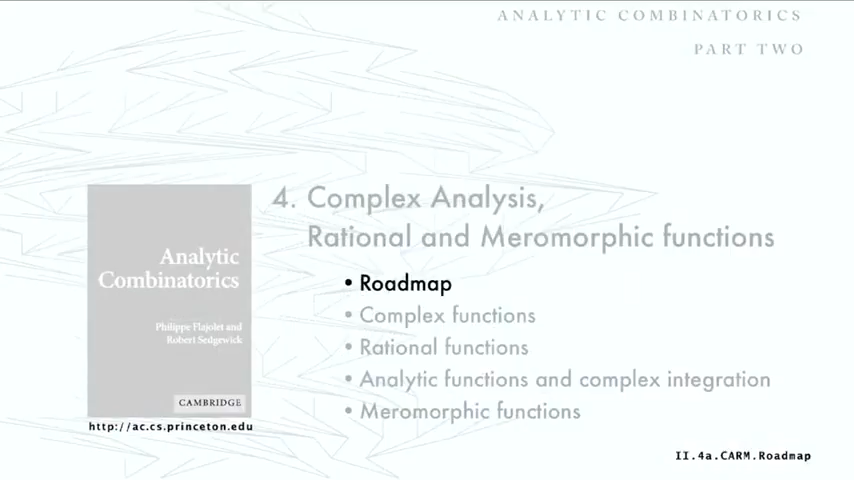 ANALYTIC COMBINATORICS
PART TWO
4. Complex Analysis,
Rational and Meromorphic functions
• Roadmap
• Complex functions
• Rational functions
• Analytic functions and complex integration
• Meromorphic functions
Analytic
Combinatorics
Philippe Flajolet and
Robert Sedgewick
CAMBRIDGE
http://ac.cs.princeton.edu
II.4a.CARM.Roadmap